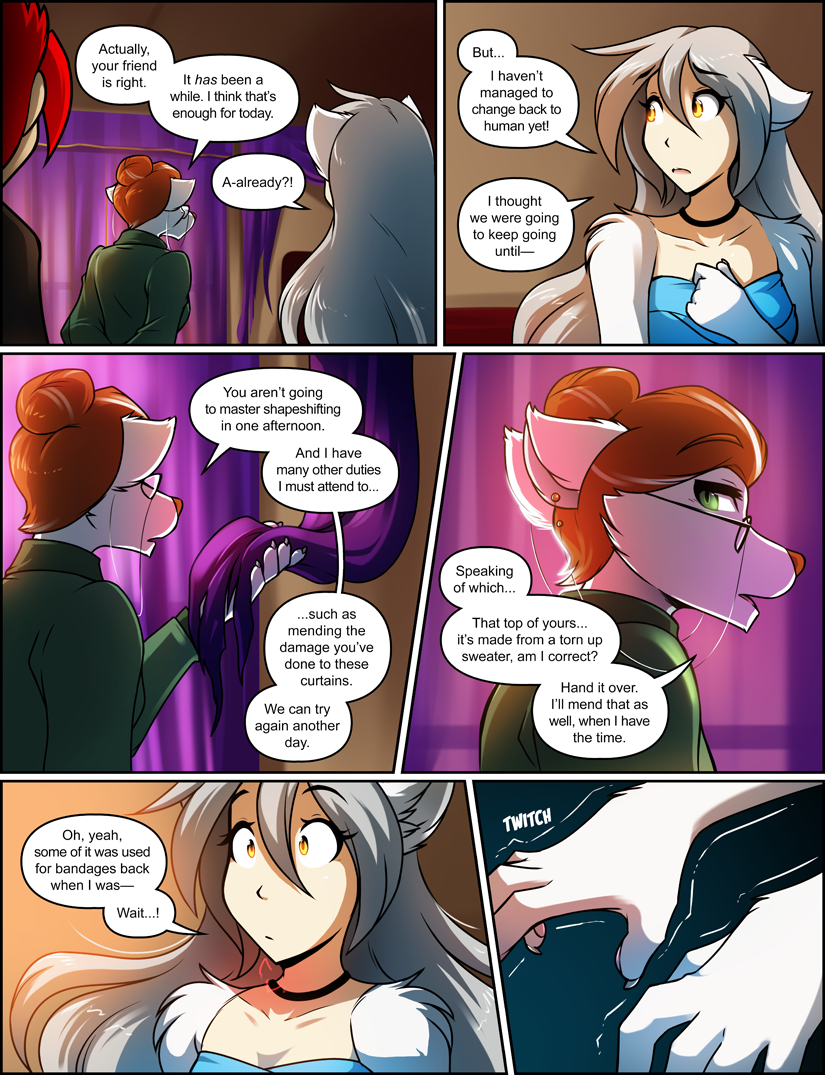 Actually,
your friend
is right.
It has been a
while. I think that's
enough for today.
A-already?!
But...
I haven't
managed to
change back to
human yet!
I thought
we were going
to keep going
until—
You aren't going
to master shapeshifting
in one afternoon.
And I have
many other duties
I must attend to...
...such as
mending the
damage you've
done to these
curtains.
We can try
again another
day.
Speaking
of which...
That top of yours...
it's made from a torn up
sweater, am I correct?
Hand it over.
I'll mend that as
well, when I have
the time.
Oh, yeah,
some of it was used
for bandages back
when I was—
Wait...!
TWITCH